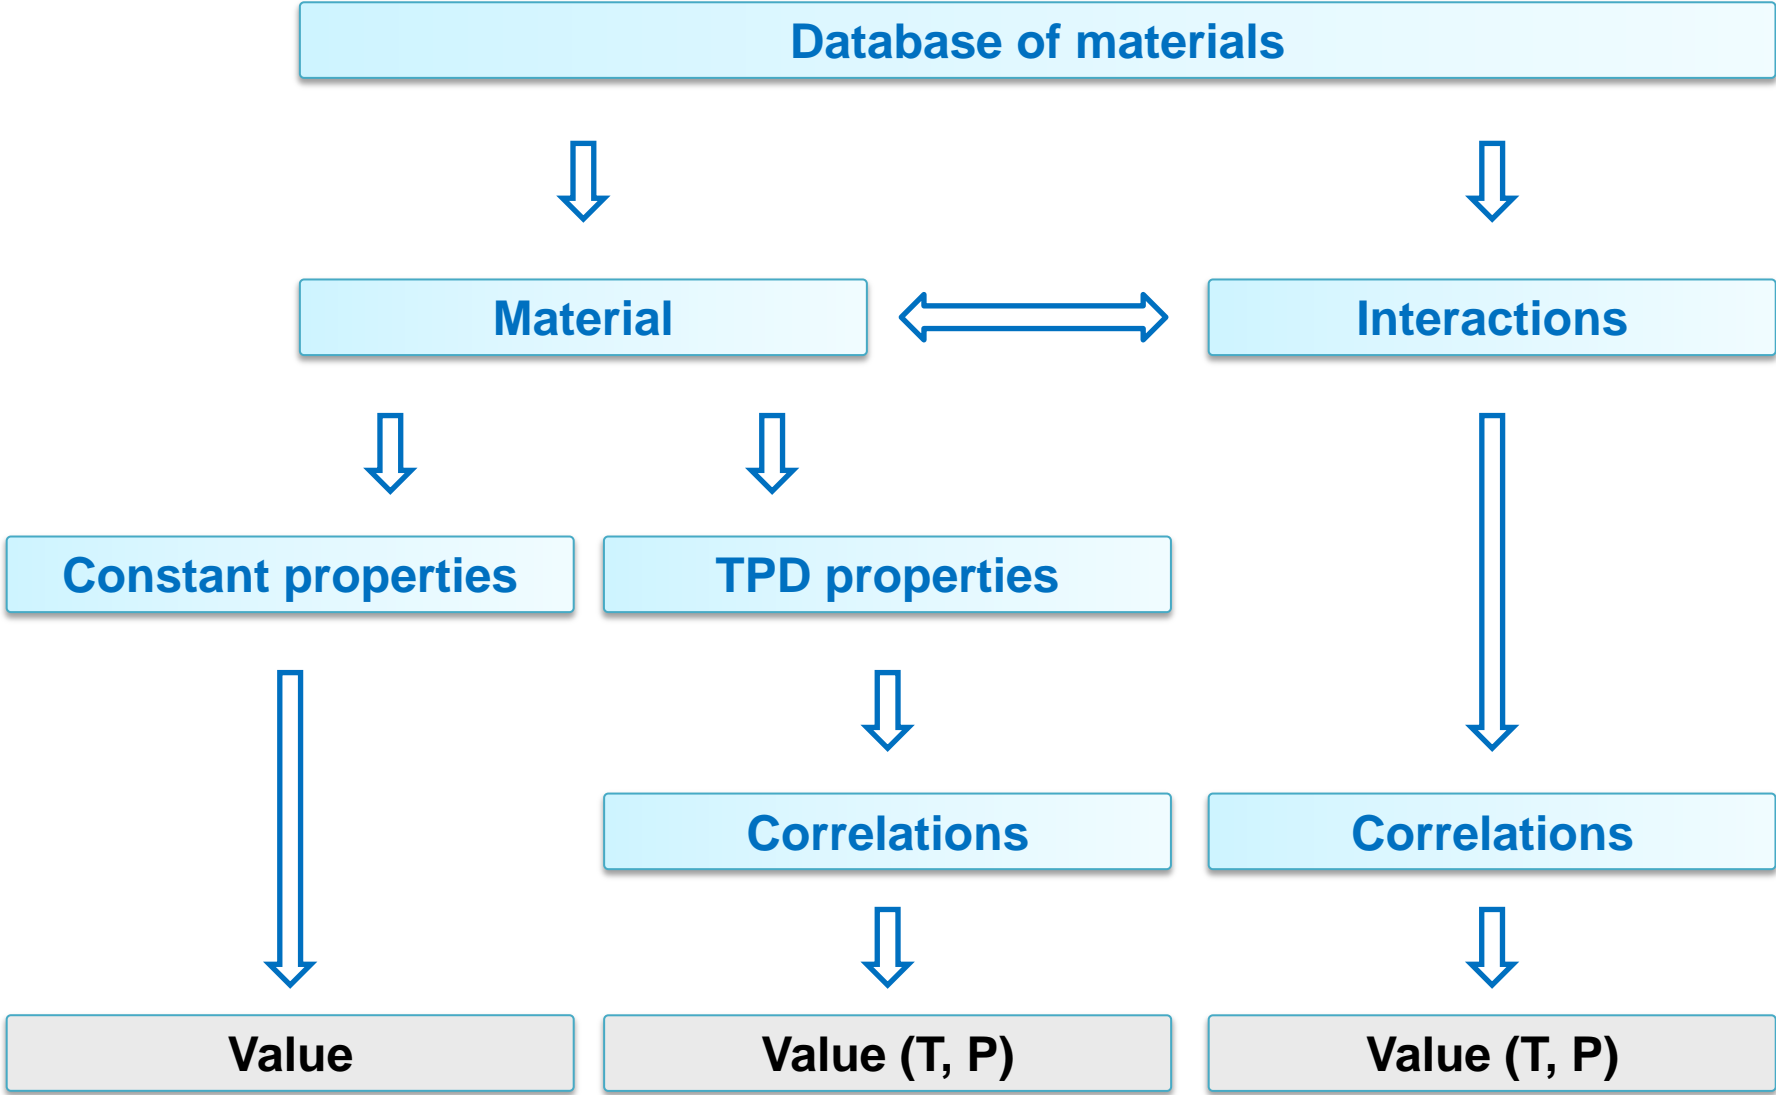 Database of materials
Material
Interactions
Constant properties
TPD properties
Correlations
Correlations
Value
Value (T, P)
Value (T, P)